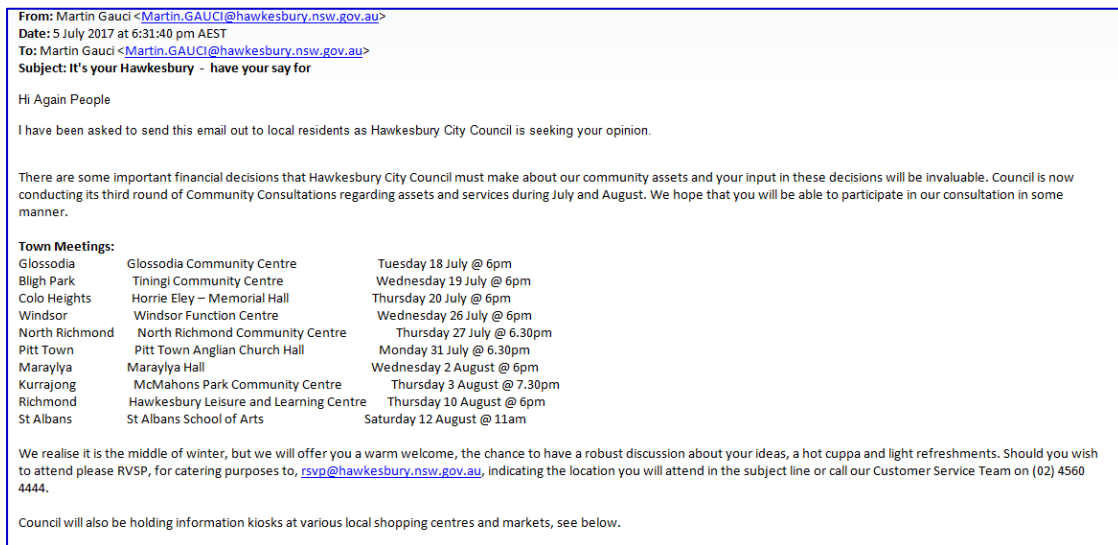 From: Martin Gauci <Martin.GAUCI@hawkesbury.nsw.gov.au>
Date: 5 July 2017 at 6:31:40 pm AEST
To: Martin Gauci <Martin.GAUCI@hawkesbury.nsw.gov.au>
Subject: It's your Hawkesbury - have your say for
Hi Again People
I have been asked to send this email out to local residents as Hawkesbury City Council is seeking your opinion.
There are some important financial decisions that Hawkesbury City Council must make about our community assets and your input in these decisions will be invaluable. Council is now
conducting its third round of Community Consultations regarding assets and services during July and August. We hope that you will be able to participate in our consultation in some
manner.
Town Meetings:
Glossodia Glossodia Community Centre Tuesday 18 July @ 6pm
Bligh Park Tiningi Community Centre Wednesday 19 July @ 6pm
Colo Heights Horrie Eley – Memorial Hall Thursday 20 July @ 6pm
Windsor Windsor Function Centre Wednesday 26 July @ 6pm
North Richmond North Richmond Community Centre Thursday 27 July @ 6.30pm
Pitt Town Pitt Town Anglian Church Hall Monday 31 July @ 6.30pm
Maraylya Maraylya Hall Wednesday 2 August @ 6pm
Kurrajong McMahons Park Community Centre Thursday 3 August @ 7.30pm
Richmond Hawkesbury Leisure and Learning Centre Thursday 10 August @ 6pm
St Albans St Albans School of Arts Saturday 12 August @ 11am
We realise it is the middle of winter, but we will offer you a warm welcome, the chance to have a robust discussion about your ideas, a hot cuppa and light refreshments. Should you wish
to attend please RVSP, for catering purposes to, rsvp@hawkesbury.nsw.gov.au, indicating the location you will attend in the subject line or call our Customer Service Team on (02) 4560
4444.
Council will also be holding information kiosks at various local shopping centres and markets, see below.